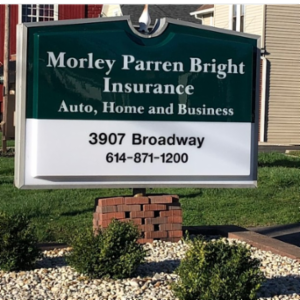 Morley Parren Bright
Insurance
Auto, Home and Business
3907 Broadway
614-871-1200